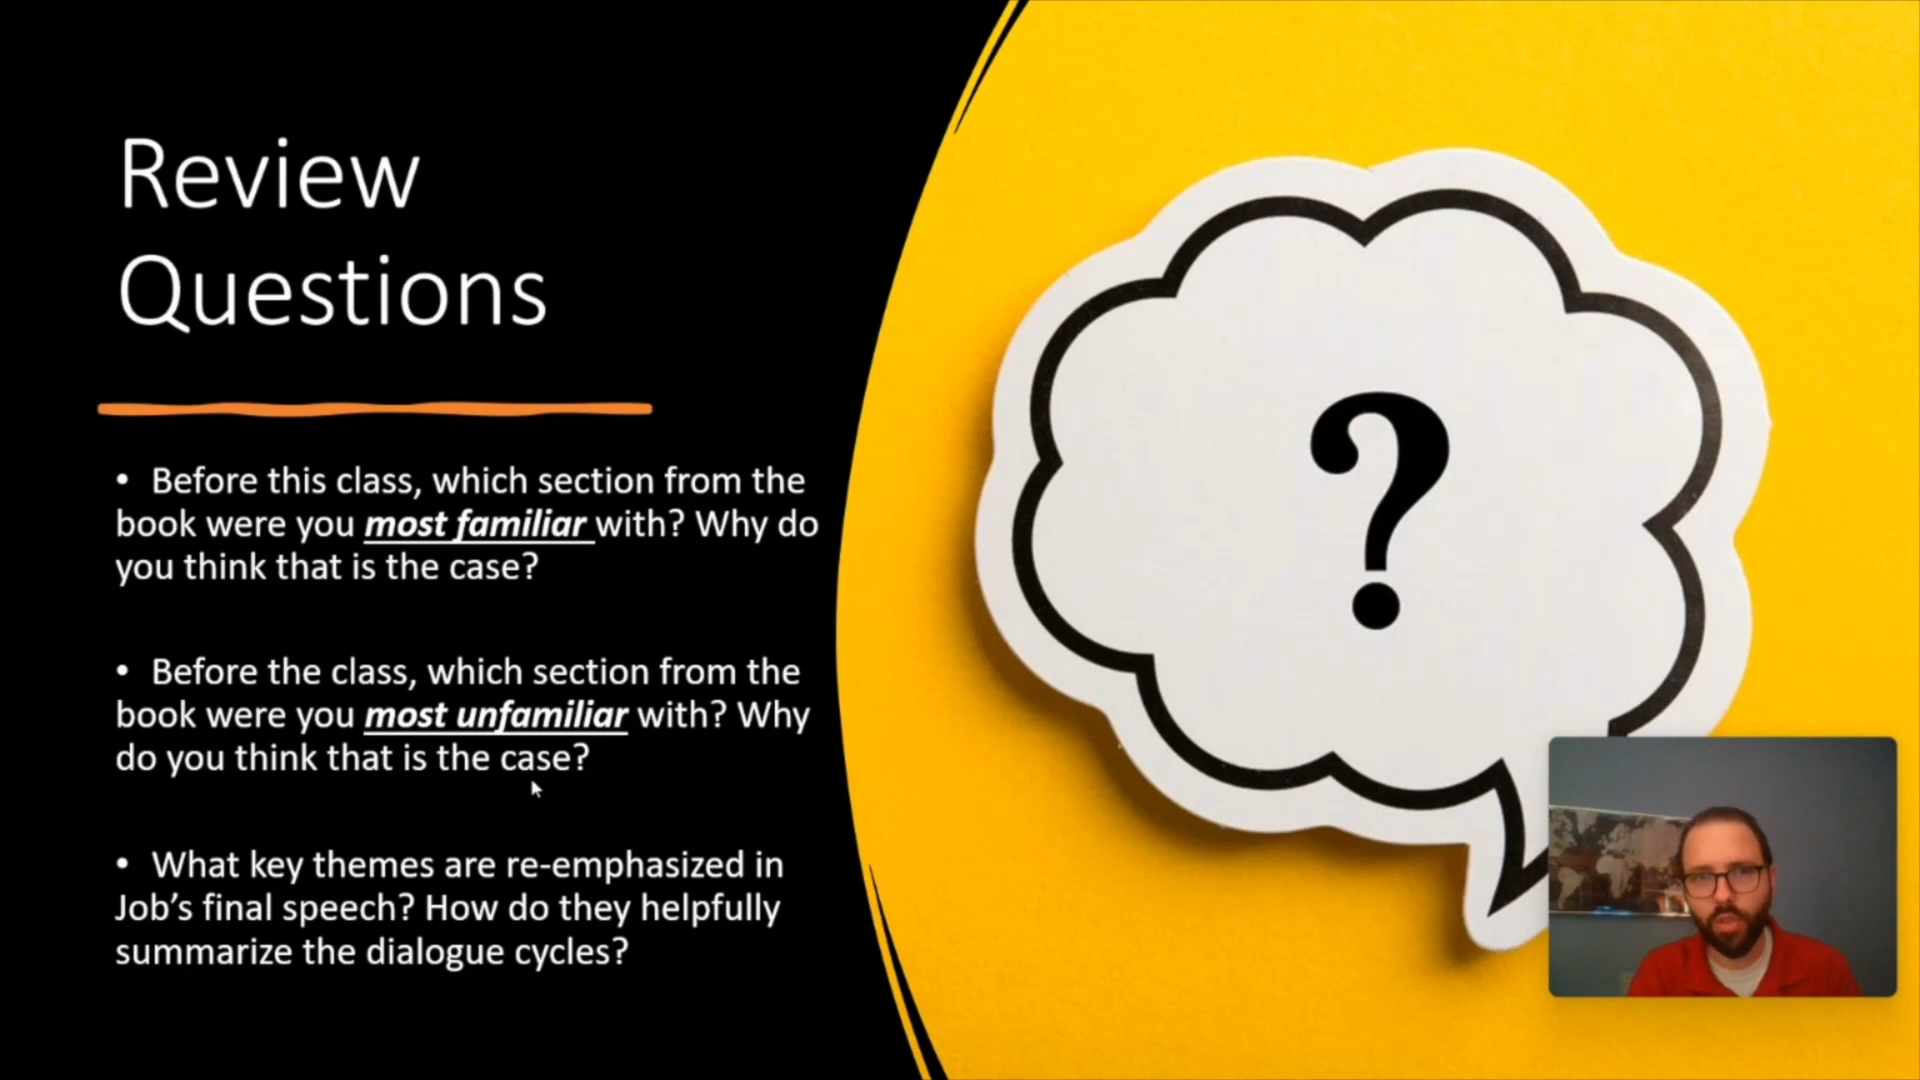 Review
Questions
• Before this class, which section from the
book were you most familiar with? Why do
you think that is the case?
• Before the class, which section from the
book were you most unfamiliar with? Why
do you think that is the case?
• What key themes are re-emphasized in
Job’s final speech? How do they helpfully
summarize the dialogue cycles?
?